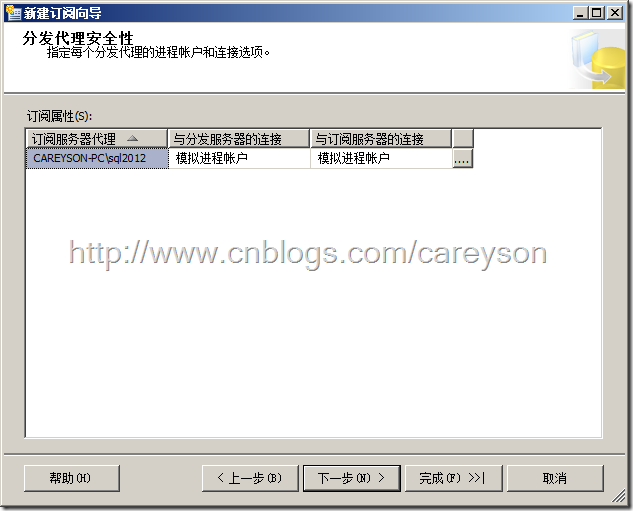 新建订阅向导
分发代理安全性
指定每个分发代理的进程帐户和连接选项。
订阅属性(S):
订阅服务器代理 与分发服务器的连接 与订阅服务器的连接
CAREYSON-PC\sql2012 模拟进程帐户 模拟进程帐户 ....
http://www.cnblogs.com/careyson
帮助(H) < 上一步(B) 下一步(N) > 完成(F) >>| 取消